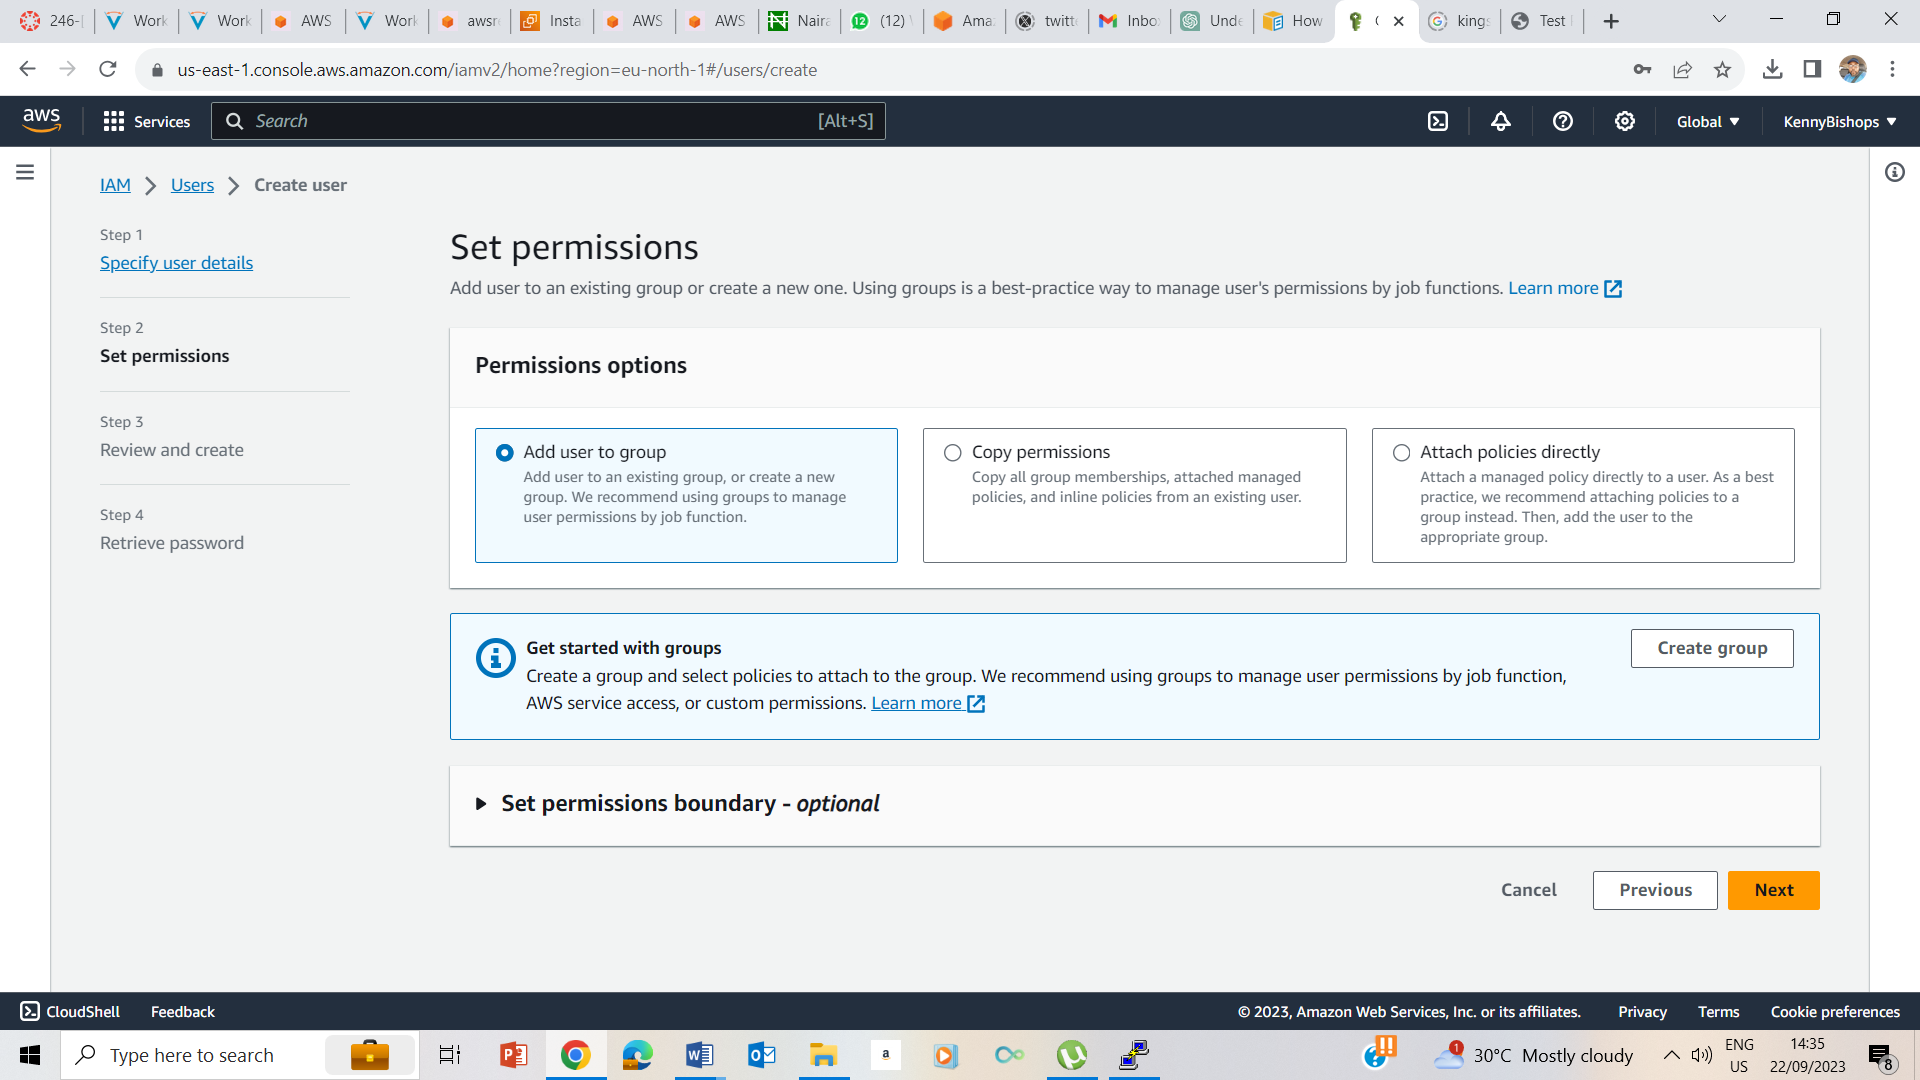 246-
Work
Work
AWS
Work
awsr
Insta
AWS
AWS
Naira
(12)
Ama
twitt
Inbo
Unde
How
kings
Test
us-east-1.console.aws.amazon.com/iamv2/home?region=eu-north-1#/users/create
aws
Services
Search
[Alt+S]
Global
KennyBishops
IAM
Users
Create user
Step 1
Specify user details
Step 2
Set permissions
Step 3
Review and create
Step 4
Retrieve password
Set permissions
Add user to an existing group or create a new one. Using groups is a best-practice way to manage user's permissions by job functions. Learn more
Permissions options
Add user to group
Add user to an existing group, or create a new
group. We recommend using groups to manage
user permissions by job function.
Copy permissions
Copy all group memberships, attached managed
policies, and inline policies from an existing user.
Attach policies directly
Attach a managed policy directly to a user. As a best
practice, we recommend attaching policies to a
group instead. Then, add the user to the
appropriate group.
Get started with groups
Create a group and select policies to attach to the group. We recommend using groups to manage user permissions by job function,
AWS service access, or custom permissions. Learn more
Create group
Set permissions boundary - optional
Cancel
Previous
Next
CloudShell
Feedback
© 2023, Amazon Web Services, Inc. or its affiliates.
Privacy
Terms
Cookie preferences
Type here to search
a
1
30°C Mostly cloudy
ENG
US
14:35
22/09/2023
8